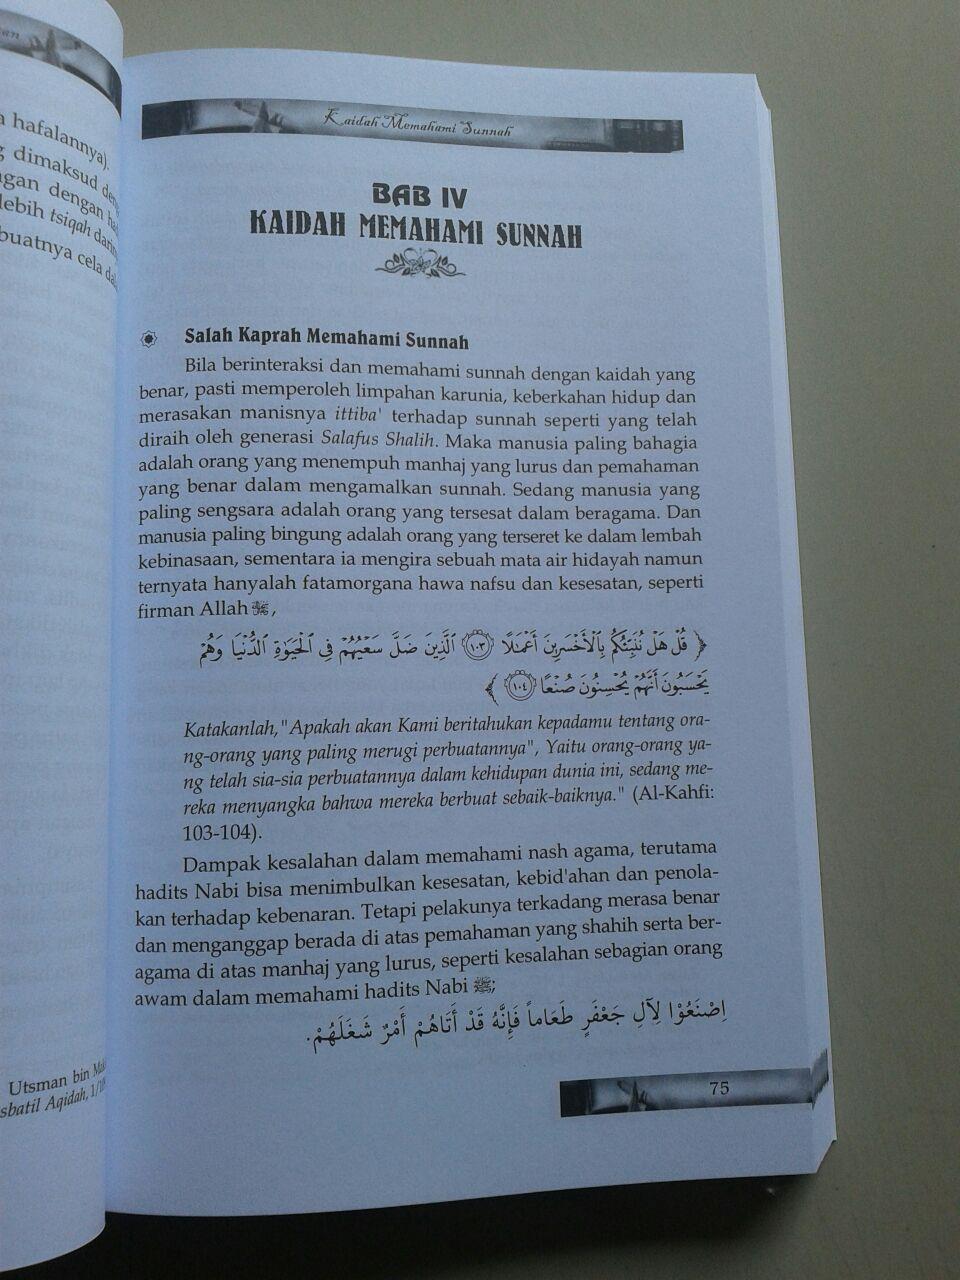 a hafalannya).
dimaksud
dengan
lebih tsiqah
buatnya cela
Utsman bin
Aqidah, 1/
Kaidah Memahami Sunnah
BAB IV
KAIDAH MEMAHAMI SUNNAH
Salah Kaprah Memahami Sunnah
Bila berinteraksi dan memahami sunnah dengan kaidah yang
benar, pasti memperoleh limpahan karunia, keberkahan hidup dan
merasakan manisnya ittiba' terhadap sunnah seperti yang telah
diraih oleh generasi Salafus Shalih. Maka manusia paling bahagia
adalah orang yang menempuh manhaj yang lurus dan pemahaman
yang benar dalam mengamalkan sunnah. Sedang manusia yang
paling sengsara adalah orang yang tersesat dalam beragama. Dan
manusia paling bingung adalah orang yang terseret ke dalam lembah
kebinasaan, sementara ia mengira sebuah mata air hidayah namun
ternyata hanyalah fatamorgana hawa nafsu dan kesesatan, seperti
firman Allah ﷻ,
﴿ قُلْ هَلْ نُنَبِّئُكُم بِالْأَخْسَرِينَ أَعْمَـٰلًا ١٠٣ الَّذِينَ ضَلَّ سَعْيُهُمْ فِي الْحَيَوٰةِ الدُّنْيَا وَهُمْ
يَحْسَبُونَ أَنَّهُمْ يُحْسِنُونَ صُنْعًا ١٠٤ ﴾
Katakanlah, "Apakah akan Kami beritahukan kepadamu tentang ora-
ng-orang yang paling merugi perbuatannya", Yaitu orang-orang ya-
ng telah sia-sia perbuatannya dalam kehidupan dunia ini, sedang me-
reka menyangka bahwa mereka berbuat sebaik-baiknya." (Al-Kahfi:
103-104).
Dampak kesalahan dalam memahami nash agama, terutama
hadits Nabi bisa menimbulkan kesesatan, kebid'ahan dan penola-
kan terhadap kebenaran. Tetapi pelakunya terkadang merasa benar
dan menganggap berada di atas pemahaman yang shahih serta ber-
agama di atas manhaj yang lurus, seperti kesalahan sebagian orang
awam dalam memahami hadits Nabi ﷺ;
اِصْنَعُوْا لِآلِ جَعْفَرٍ طَعَاماً فَإِنَّهُ قَدْ أَتَاهُمْ أَمْرٌ شَغَلَهُمْ.
75